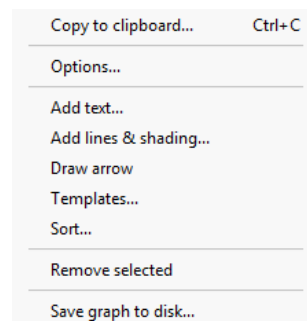 Copy to clipboard... Ctrl+C
Options...
Add text...
Add lines & shading...
Draw arrow
Templates...
Sort...
Remove selected
Save graph to disk...